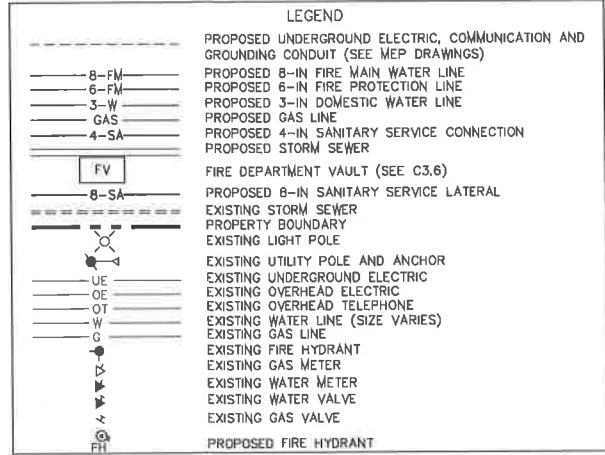 LEGEND
PROPOSED UNDERGROUND ELECTRIC, COMMUNICATION AND
GROUNDING CONDUIT (SEE MEP DRAWINGS)
8-FM PROPOSED 8-IN FIRE MAIN WATER LINE
6-FM PROPOSED 6-IN FIRE PROTECTION LINE
3-W PROPOSED 3-IN DOMESTIC WATER LINE
GAS PROPOSED GAS LINE
4-SA PROPOSED 4-IN SANITARY SERVICE CONNECTION
PROPOSED STORM SEWER
FV FIRE DEPARTMENT VAULT (SEE C3.6)
8-SA PROPOSED 8-IN SANITARY SERVICE LATERAL
EXISTING STORM SEWER
PROPERTY BOUNDARY
EXISTING LIGHT POLE
EXISTING UTILITY POLE AND ANCHOR
UE EXISTING UNDERGROUND ELECTRIC
OE EXISTING OVERHEAD ELECTRIC
OT EXISTING OVERHEAD TELEPHONE
W EXISTING WATER LINE (SIZE VARIES)
G EXISTING GAS LINE
EXISTING FIRE HYDRANT
EXISTING GAS METER
EXISTING WATER METER
EXISTING WATER VALVE
EXISTING GAS VALVE
FH PROPOSED FIRE HYDRANT